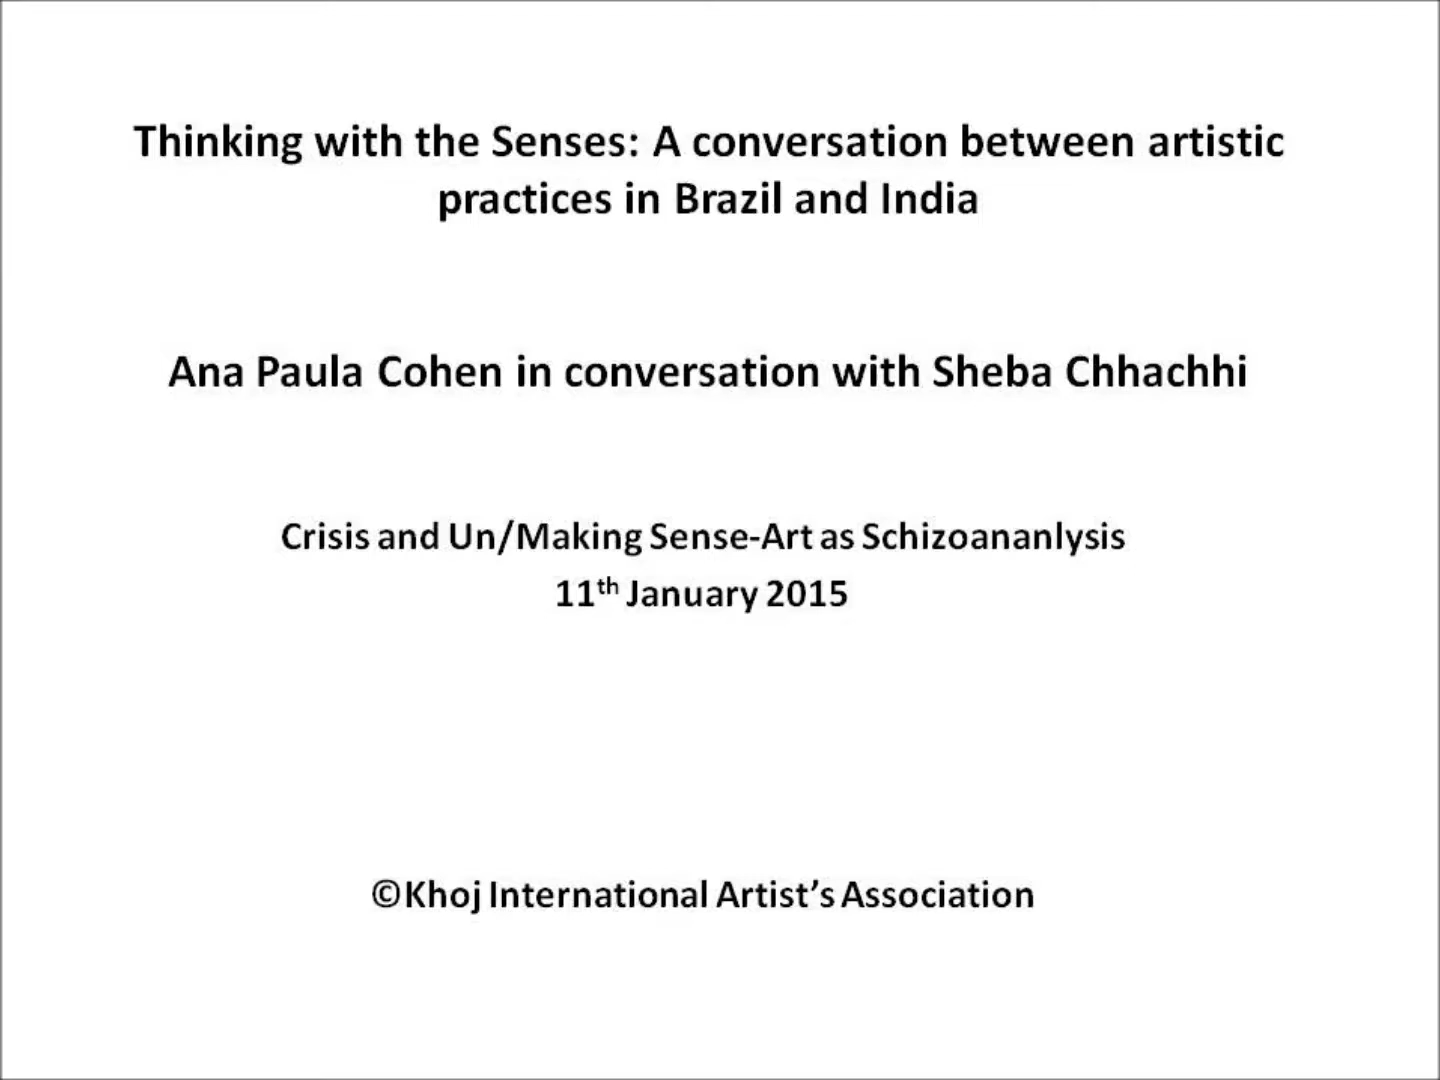 Thinking with the Senses: A conversation between artistic
practices in Brazil and India
Ana Paula Cohen in conversation with Sheba Chhachhi
Crisis and Un/Making Sense-Art as Schizoananlysis
11th January 2015
©Khoj International Artist’s Association